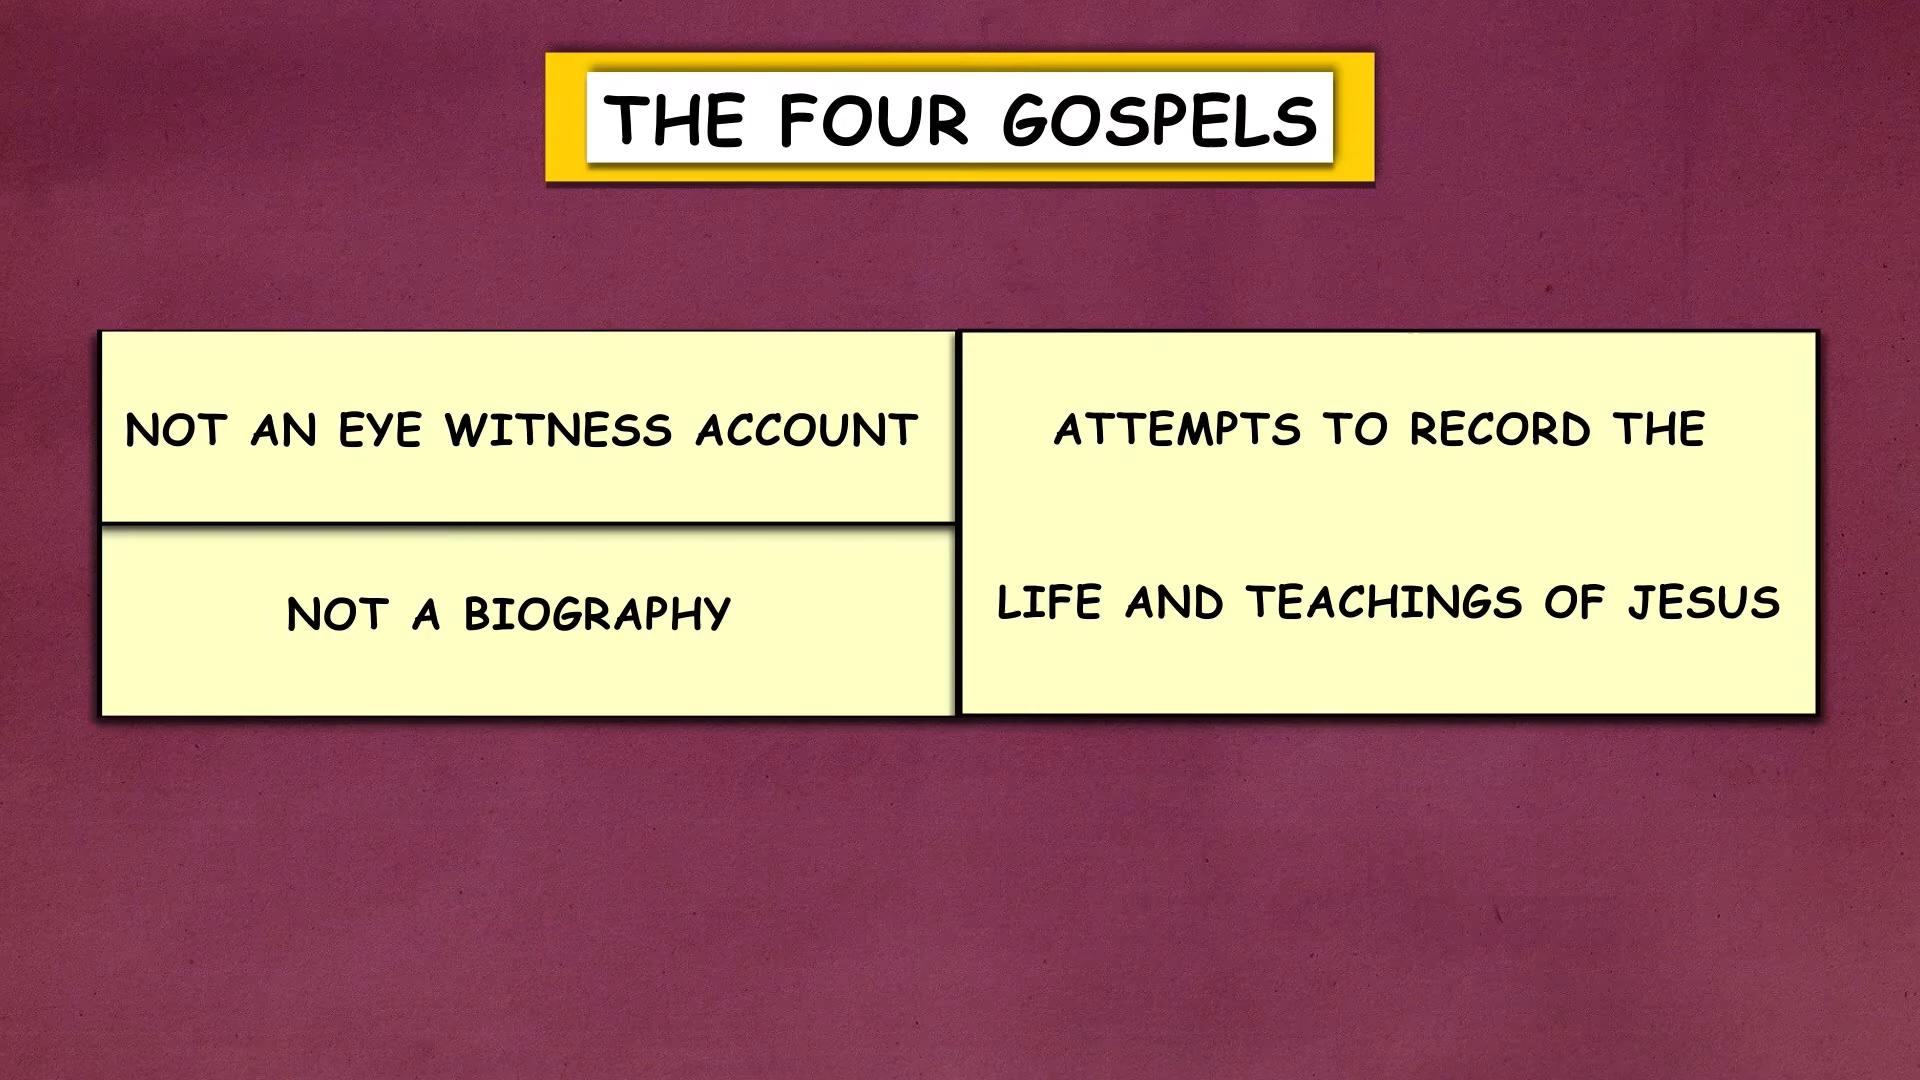 THE FOUR GOSPELS
NOT AN EYE WITNESS ACCOUNT
NOT A BIOGRAPHY
ATTEMPTS TO RECORD THE
LIFE AND TEACHINGS OF JESUS